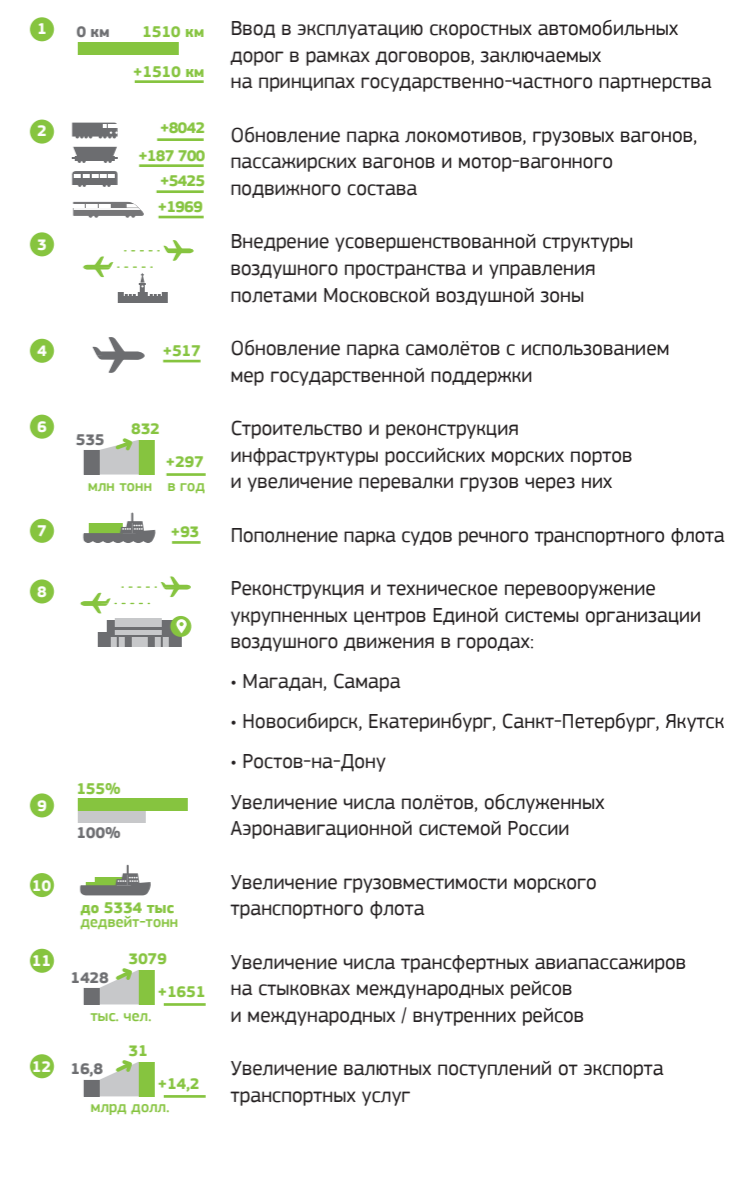 1
0 км 1510 км
+1510 км
Ввод в эксплуатацию скоростных автомобильных
дорог в рамках договоров, заключаемых
на принципах государственно-частного партнерства
2
+8042
+187 700
+5425
+1969
Обновление парка локомотивов, грузовых вагонов,
пассажирских вагонов и мотор-вагонного
подвижного состава
3
Внедрение усовершенствованной структуры
воздушного пространства и управления
полетами Московской воздушной зоны
4
+517
Обновление парка самолётов с использованием
мер государственной поддержки
6
535 832
+297
млн тонн в год
Строительство и реконструкция
инфраструктуры российских морских портов
и увеличение перевалки грузов через них
7
+93
Пополнение парка судов речного транспортного флота
8
Реконструкция и техническое перевооружение
укрупненных центров Единой системы организации
воздушного движения в городах:
• Магадан, Самара
• Новосибирск, Екатеринбург, Санкт-Петербург, Якутск
• Ростов-на-Дону
9
155%
100%
Увеличение числа полётов, обслуженных
Аэронавигационной системой России
10
до 5334 тыс
дедвейт-тонн
Увеличение грузовместимости морского
транспортного флота
11
1428 3079
+1651
тыс. чел.
Увеличение числа трансфертных авиапассажиров
на стыковках международных рейсов
и международных / внутренних рейсов
12
16,8 31
+14,2
млрд долл.
Увеличение валютных поступлений от экспорта
транспортных услуг